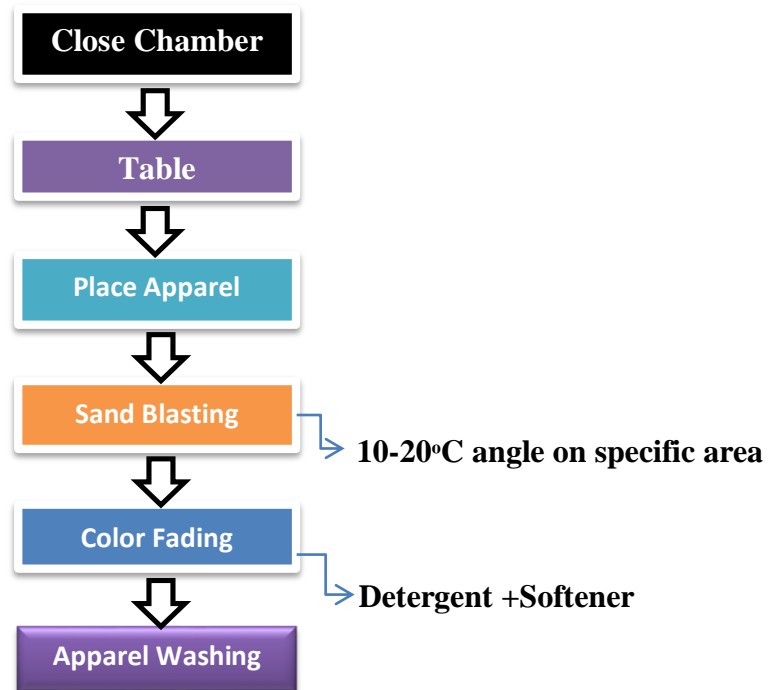 Close Chamber
Table
Place Apparel
Sand Blasting
10-20ºC angle on specific area
Color Fading
Detergent +Softener
Apparel Washing